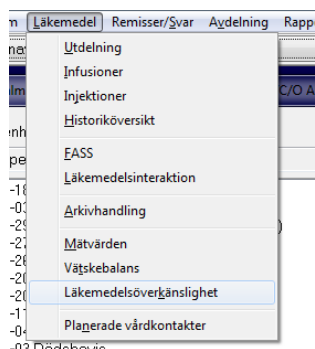 m Läkemedel Remisser/Svar Avdelning Rapp
Utdelning
C/O A
Infusioner
Injektioner
Historiköversikt
FASS
Läkemedelsinteraktion
Arkivhandling
Mätvärden
Vätskebalans
Läkemedelsöverkänslighet
Planerade vårdkontakter